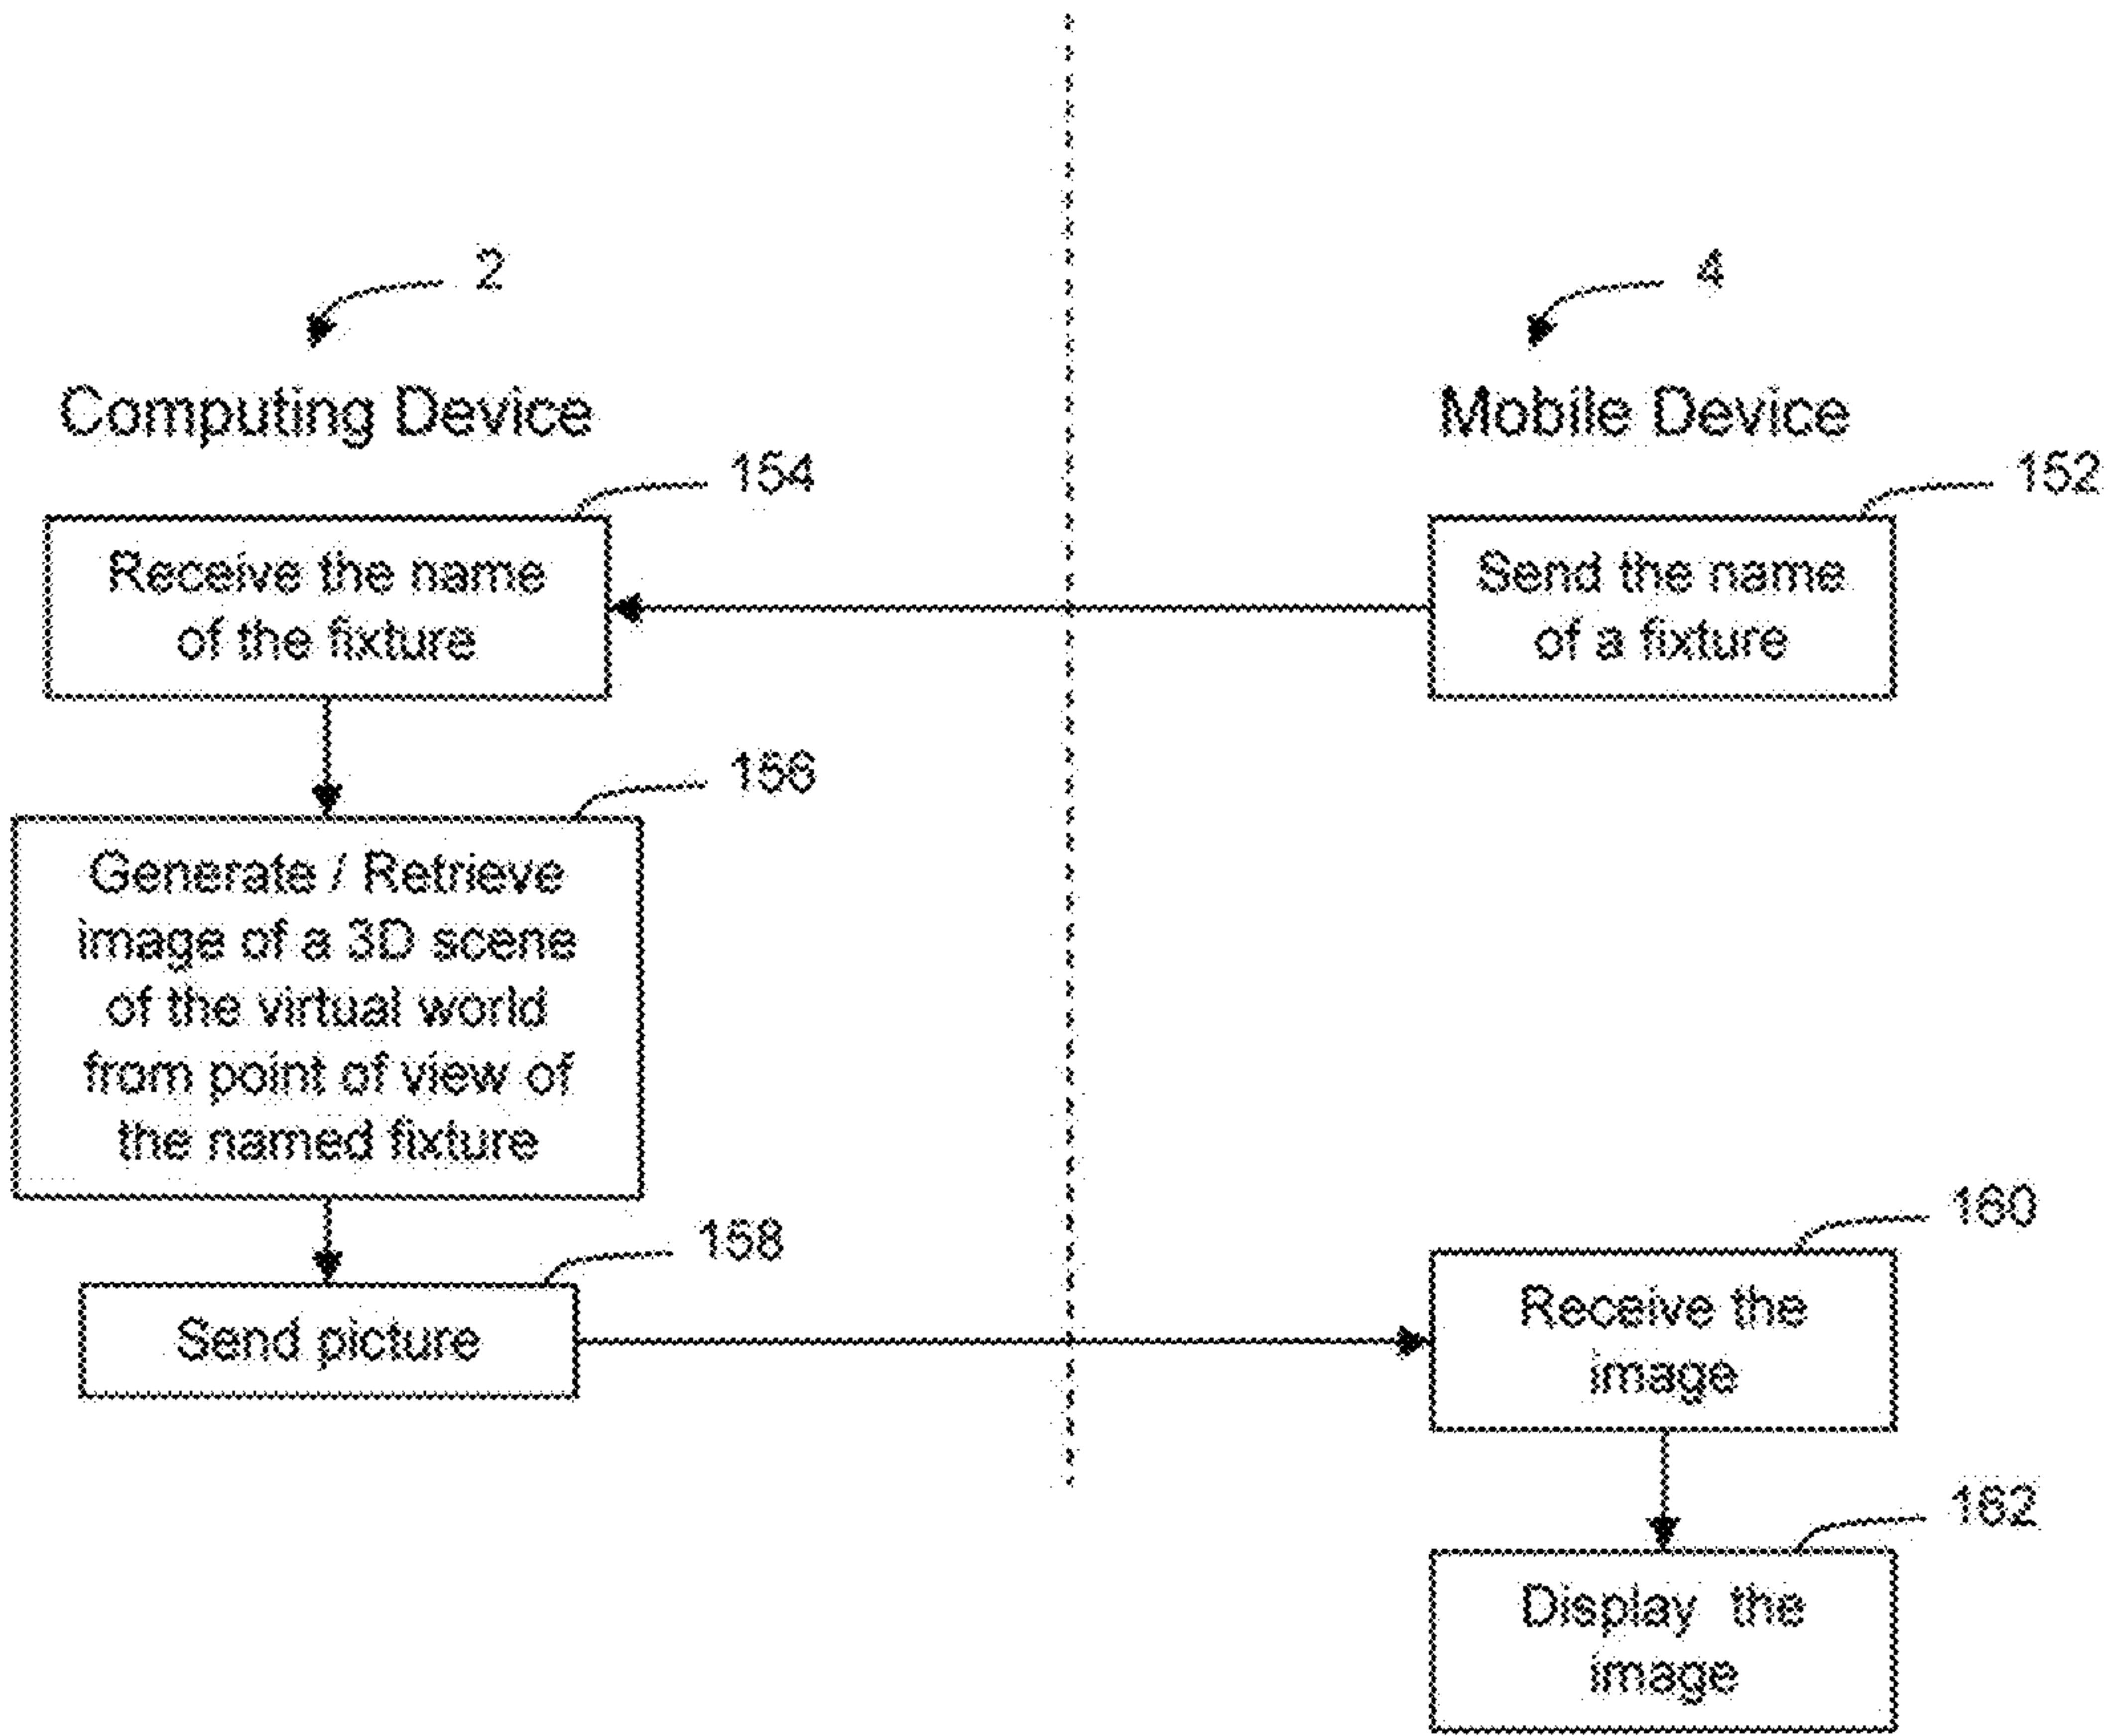 2
Computing Device
154
Receive the name
of the fixture
156
Generate / Retrieve
image of a 3D scene
of the virtual world
from point of view of
the named fixture
158
Send picture
4
Mobile Device
152
Send the name
of a fixture
160
Receive the
image
162
Display the
image